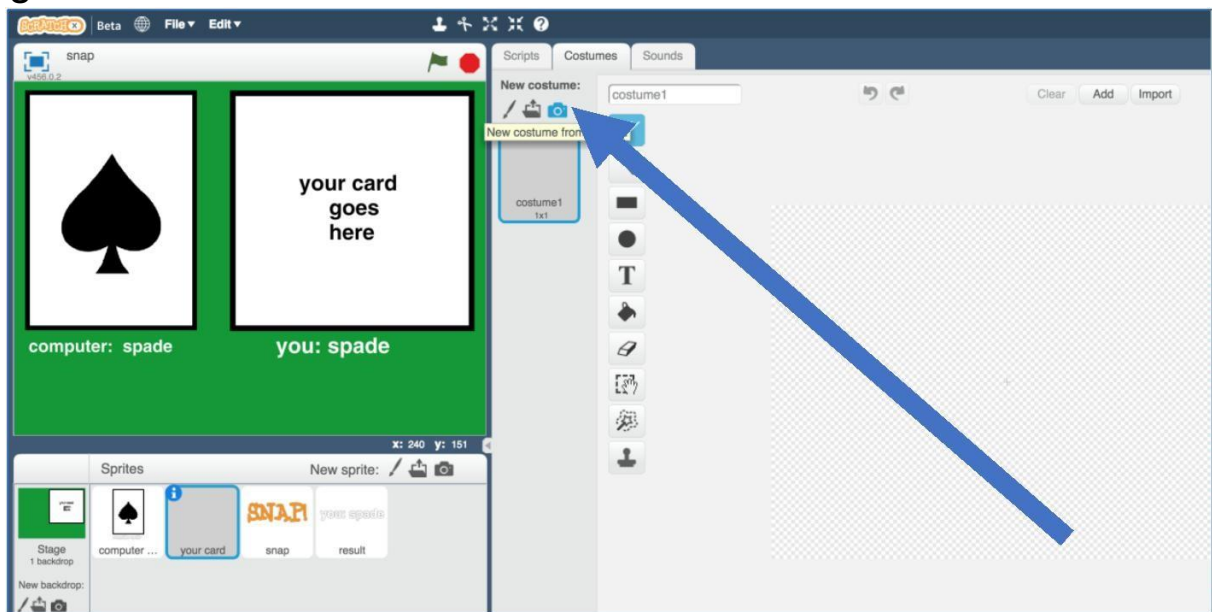 SCRATCHX Beta File Edit
snap
v456.0.2
your card
goes
here
computer: spade
you: spade
x: 240 y: 151
Scripts Costumes Sounds
New costume:
costume1
Clear Add Import
New costume from
costume1
1x1
T
Sprites
New sprite:
Stage
1 backdrop
New backdrop:
SNAP!
your spade
computer ...
your card
snap
result